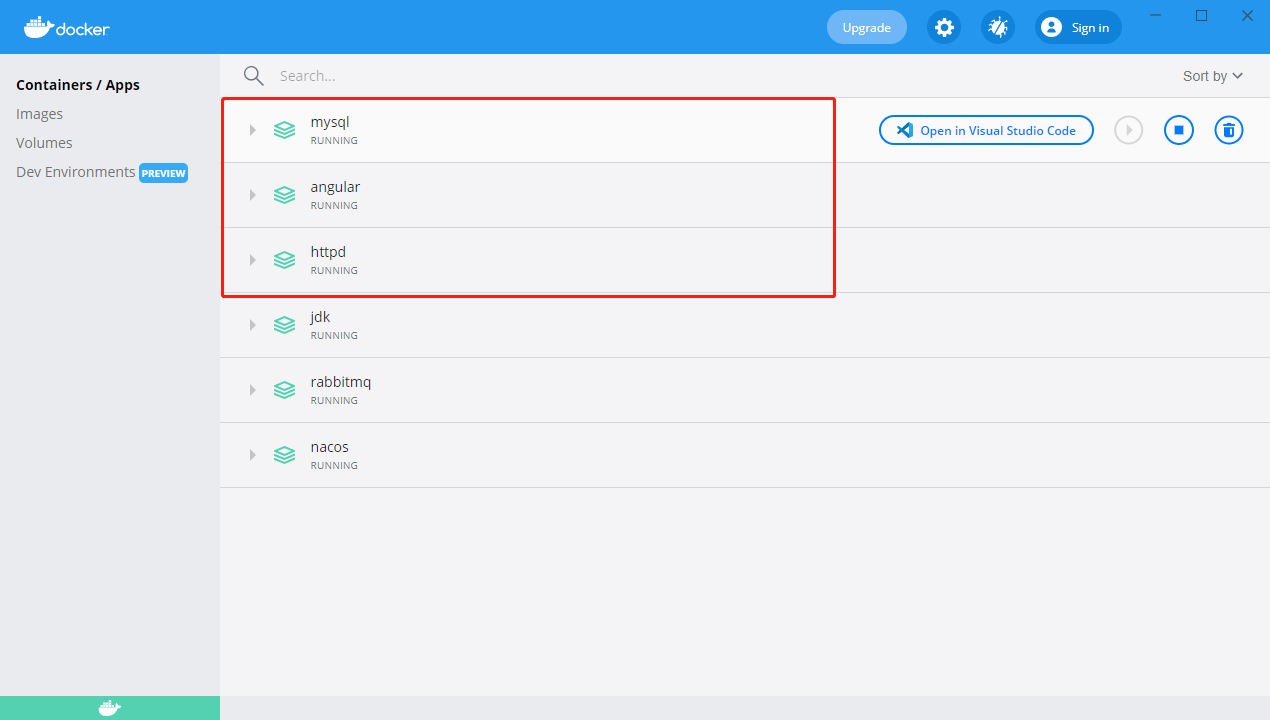 docker
Upgrade
Sign in
Containers / Apps
Images
Volumes
Dev Environments PREVIEW
Search...
Sort by
mysql
RUNNING
Open in Visual Studio Code
angular
RUNNING
httpd
RUNNING
jdk
RUNNING
rabbitmq
RUNNING
nacos
RUNNING